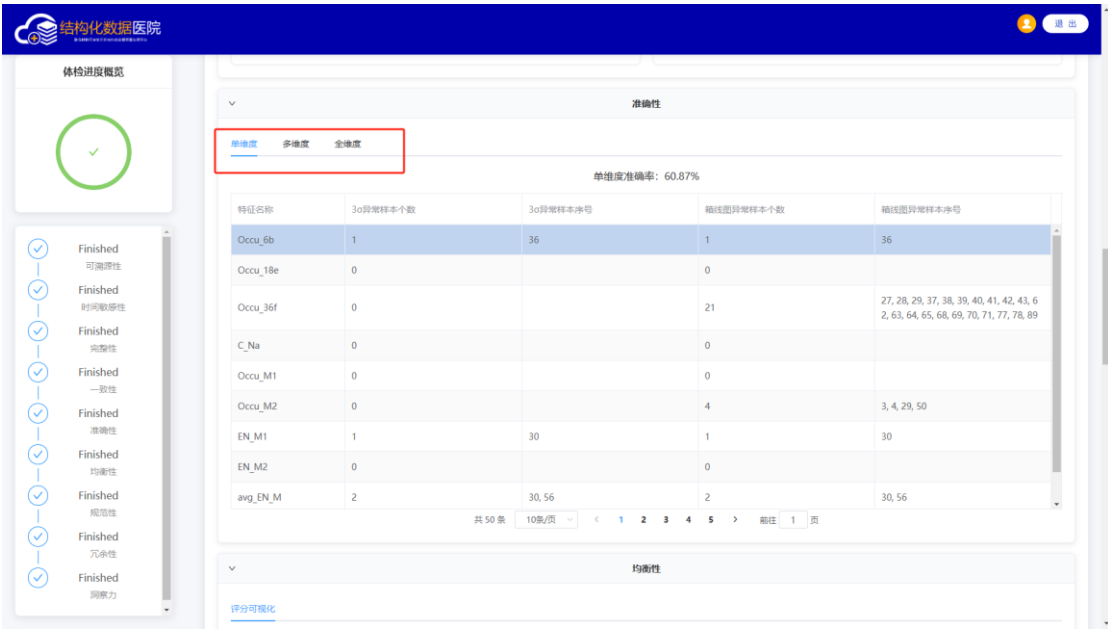 结构化数据医院
退 出
体检进度概览
Finished
可溯源性
Finished
时间敏感性
Finished
完整性
Finished
一致性
Finished
准确性
Finished
均衡性
Finished
规范性
Finished
冗余性
Finished
洞察力
准确性
单维度 多维度 全维度
单维度准确率: 60.87%
特征名称 3σ异常样本个数 3σ异常样本序号 箱线图异常样本个数 箱线图异常样本序号
Occu_6b 1 36 1 36
Occu_18e 0 0
Occu_36f 0 21 27, 28, 29, 37, 38, 39, 40, 41, 42, 43, 6
2, 63, 64, 65, 68, 69, 70, 71, 77, 78, 89
C_Na 0 0
Occu_M1 0 0
Occu_M2 0 4 3, 4, 29, 50
EN_M1 1 30 1 30
EN_M2 0 0
avg_EN_M 2 30, 56 2 30, 56
共 50 条 10条/页 < 1 2 3 4 5 > 前往 1 页
均衡性
评分可视化